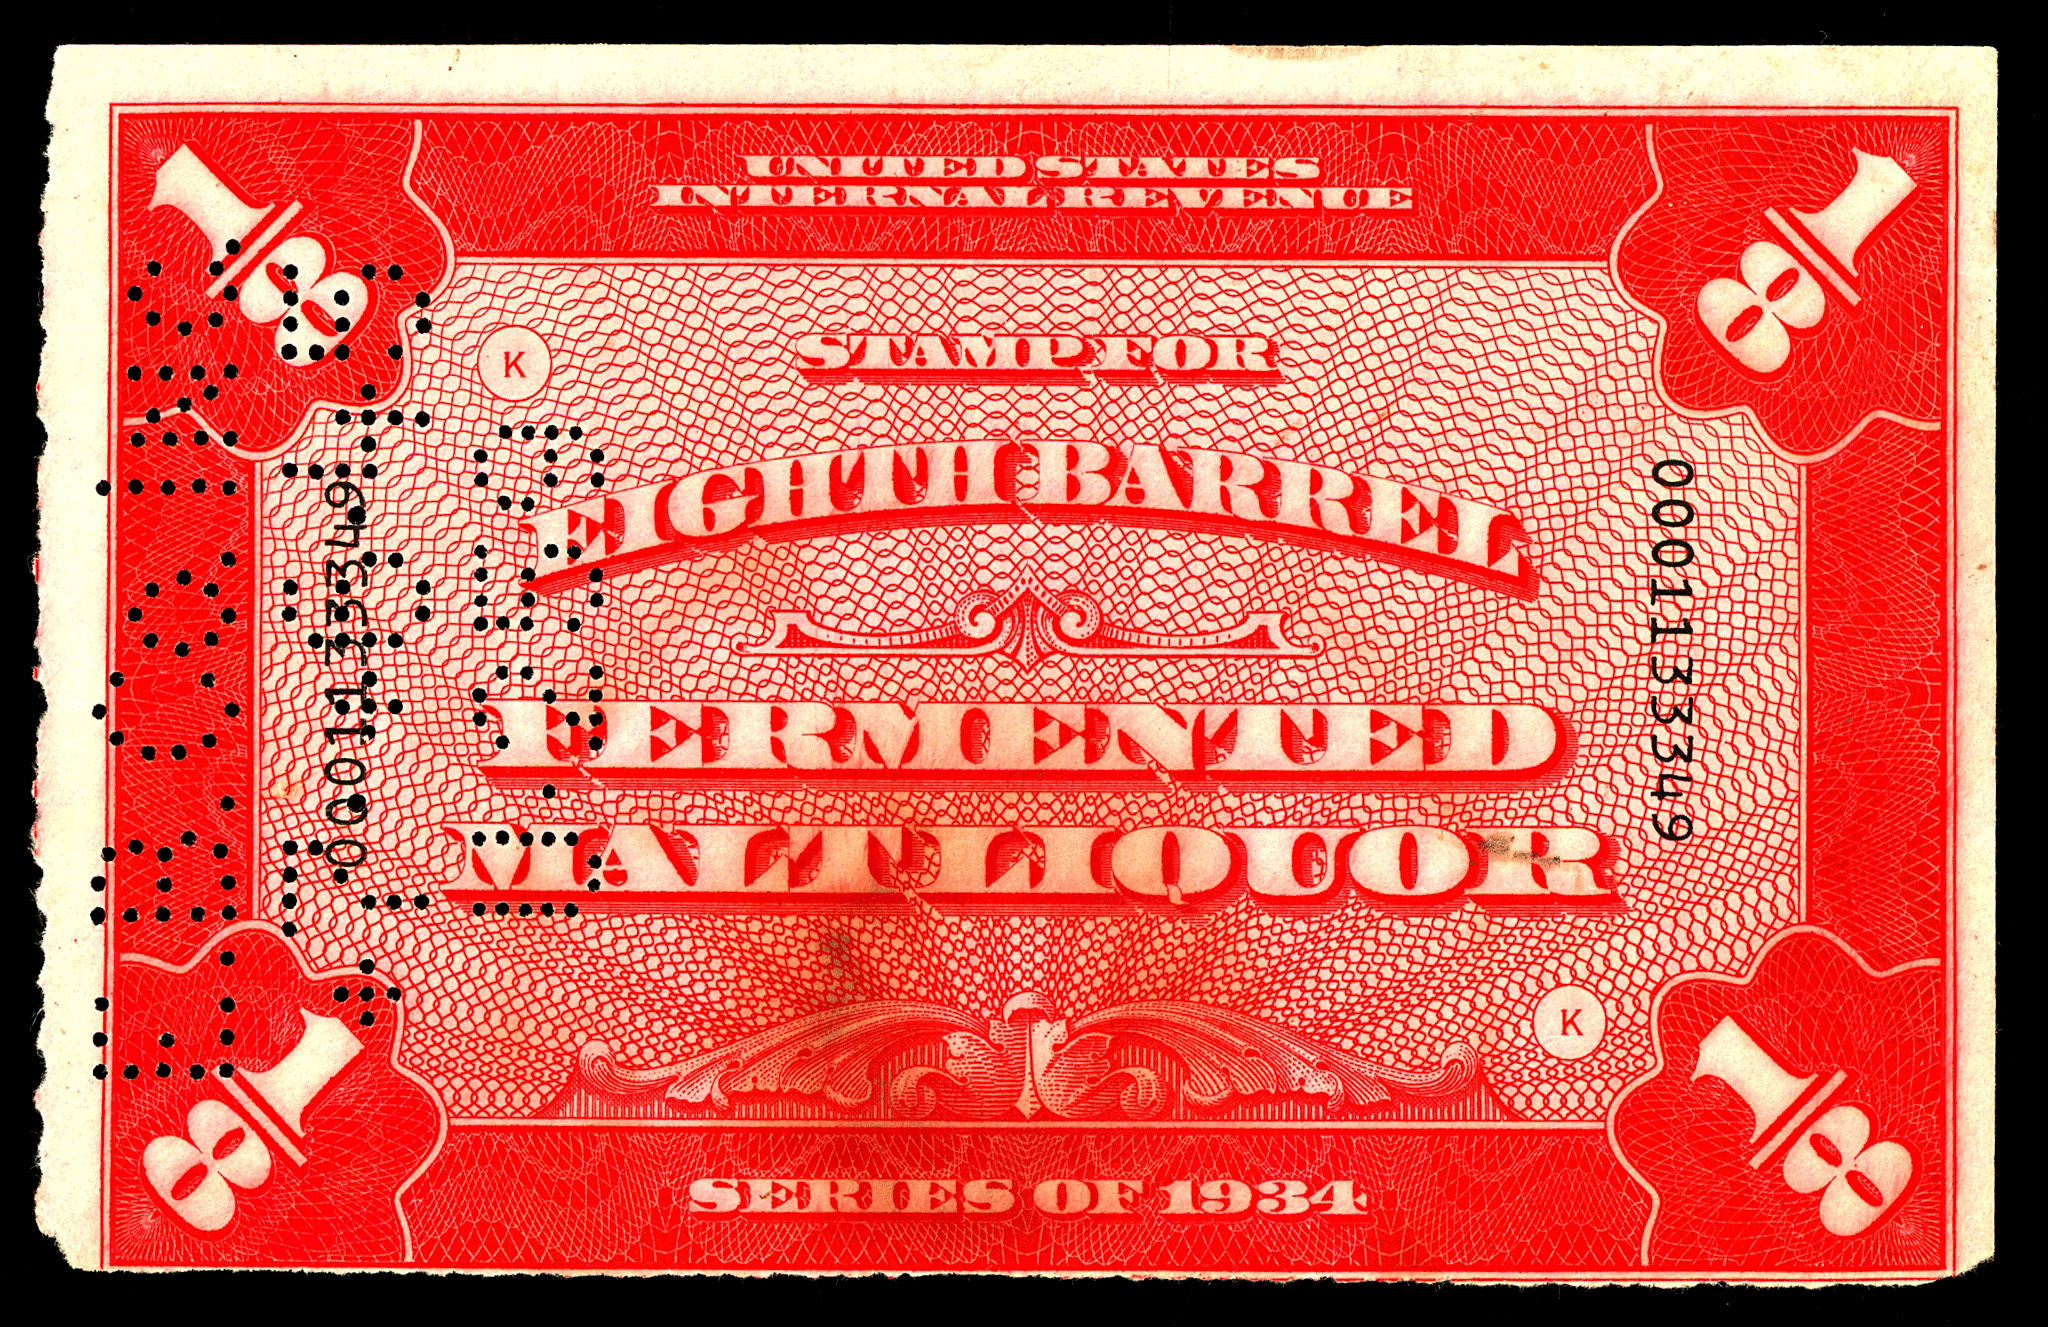 UNITED STATES
INTERNAL REVENUE
1/8
1/8
K
STAMP FOR
EIGHTH BARREL
0001133349
0001133349
FERMENTED
MALT LIQUOR
K
1/8
1/8
SERIES OF 1934